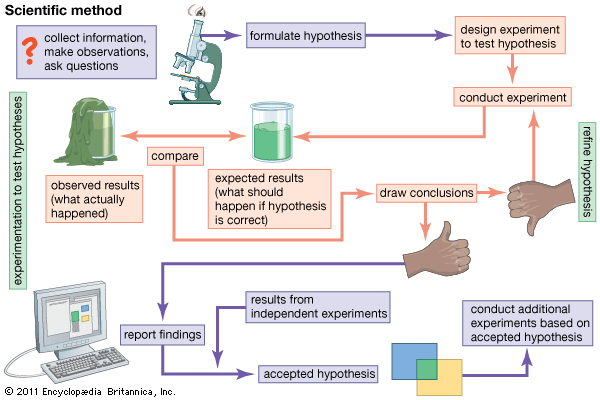 Scientific method
?
collect information,
make observations,
ask questions
formulate hypothesis
design experiment
to test hypothesis
conduct experiment
experimentation to test hypotheses
compare
observed results
(what actually
happened)
expected results
(what should
happen if hypothesis
is correct)
draw conclusions
refine
hypothesis
report findings
results from
independent experiments
accepted hypothesis
conduct additional
experiments based on
accepted hypothesis
© 2011 Encyclopædia Britannica, Inc.